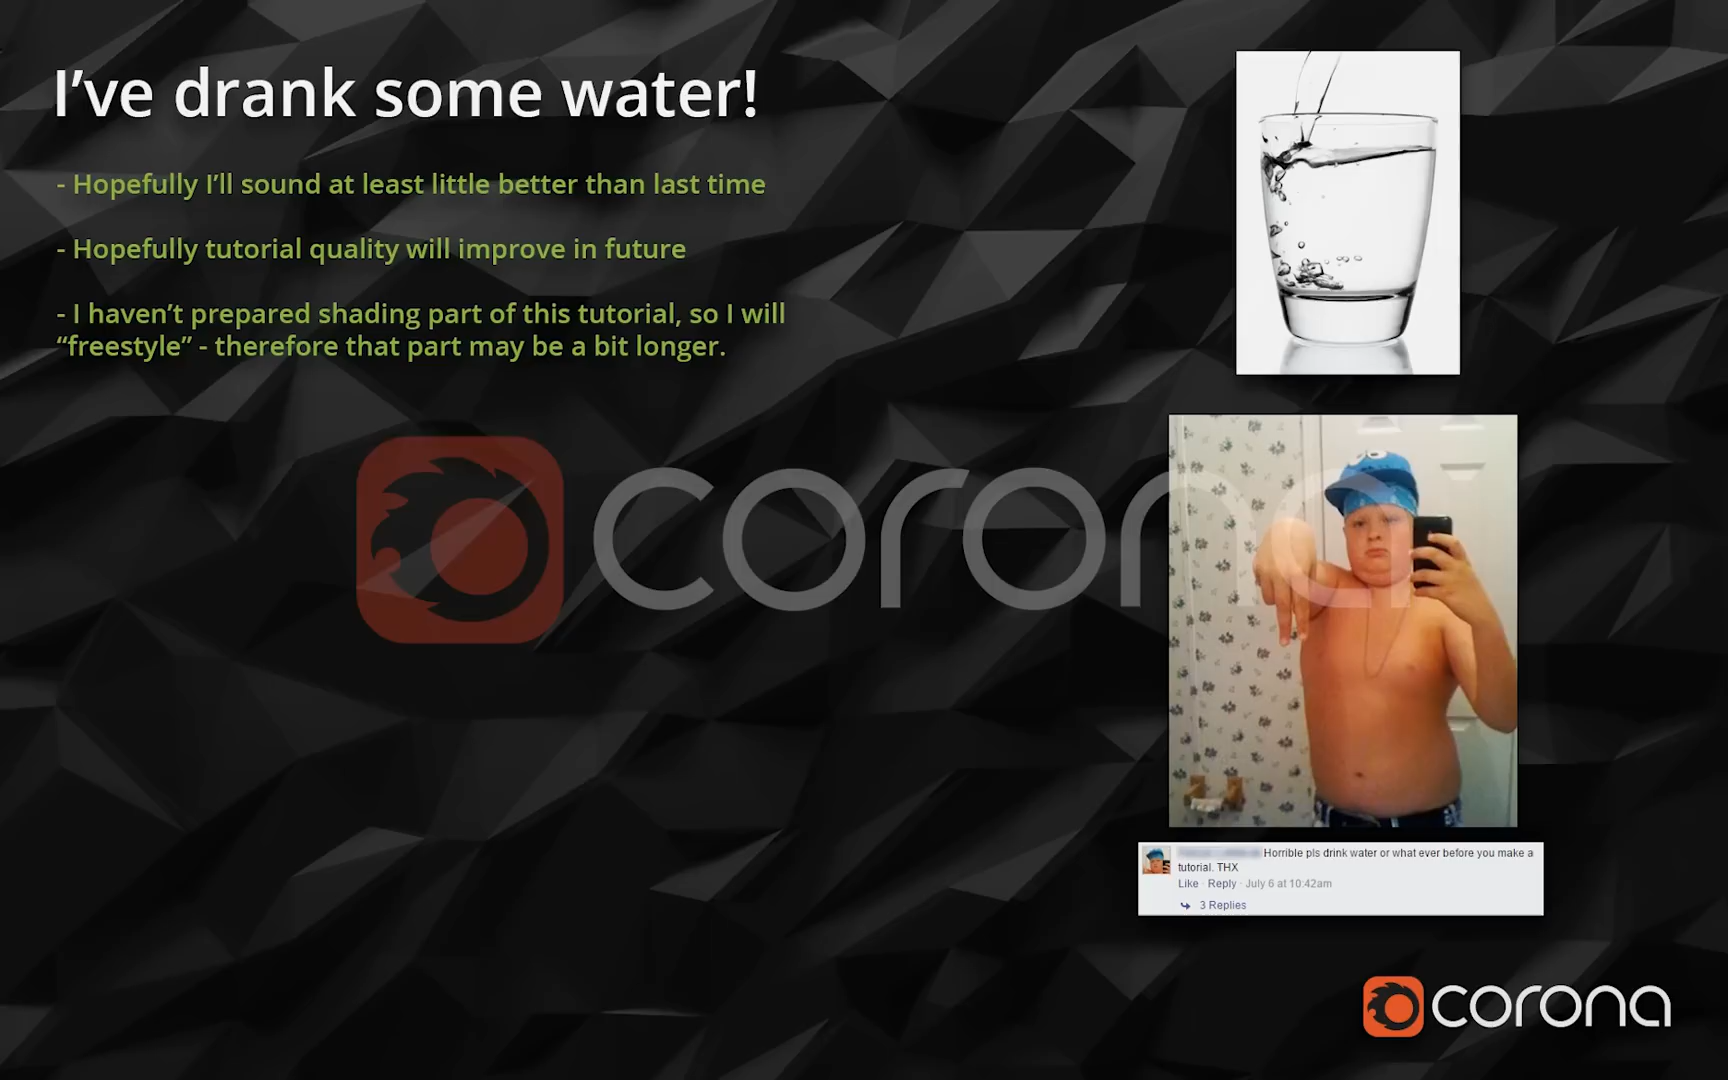 I’ve drank some water!
- Hopefully I’ll sound at least little better than last time
- Hopefully tutorial quality will improve in future
- I haven’t prepared shading part of this tutorial, so I will
“freestyle” - therefore that part may be a bit longer.
corona
Horrible pls drink water or what ever before you make a
tutorial. THX
Like · Reply · July 6 at 10:42am
3 Replies
corona